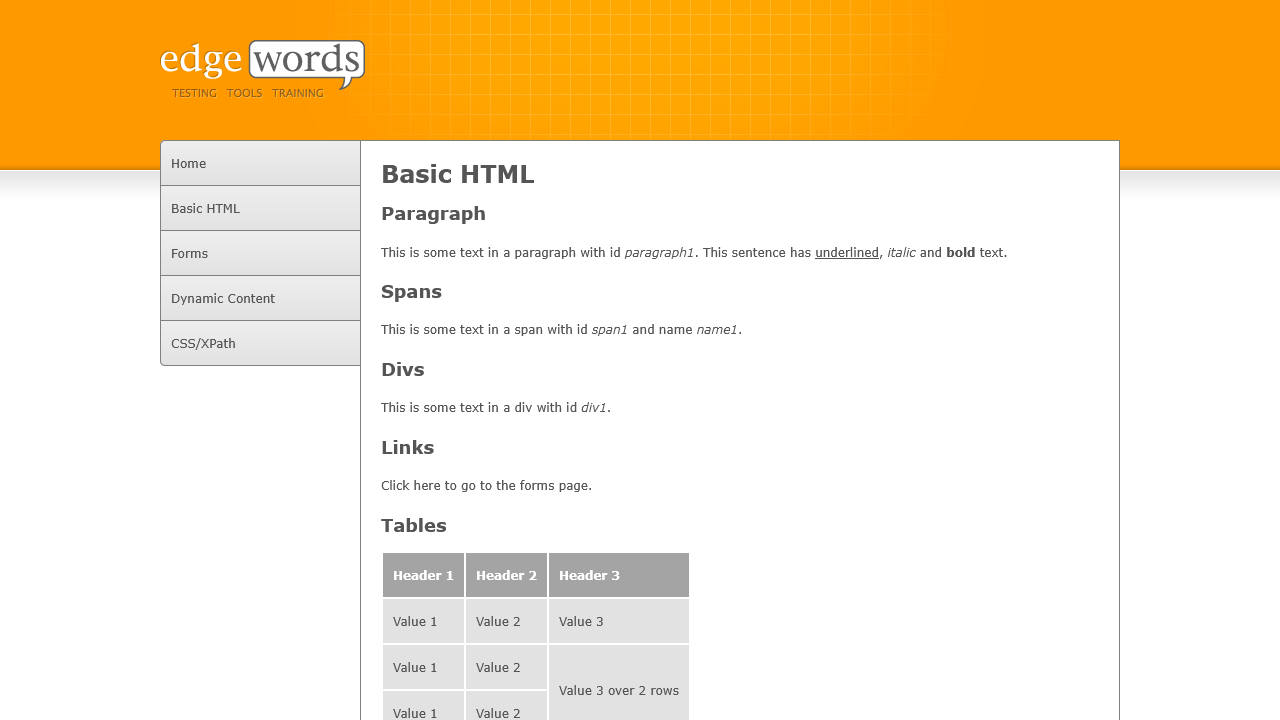 edge words
TESTING TOOLS TRAINING
Home
Basic HTML
Forms
Dynamic Content
CSS/XPath
Basic HTML
Paragraph
This is some text in a paragraph with id paragraph1. This sentence has underlined, italic and bold text.
Spans
This is some text in a span with id span1 and name name1.
Divs
This is some text in a div with id div1.
Links
Click here to go to the forms page.
Tables
Header 1 Header 2 Header 3
Value 1 Value 2 Value 3
Value 1 Value 2 Value 3 over 2 rows
Value 1 Value 2